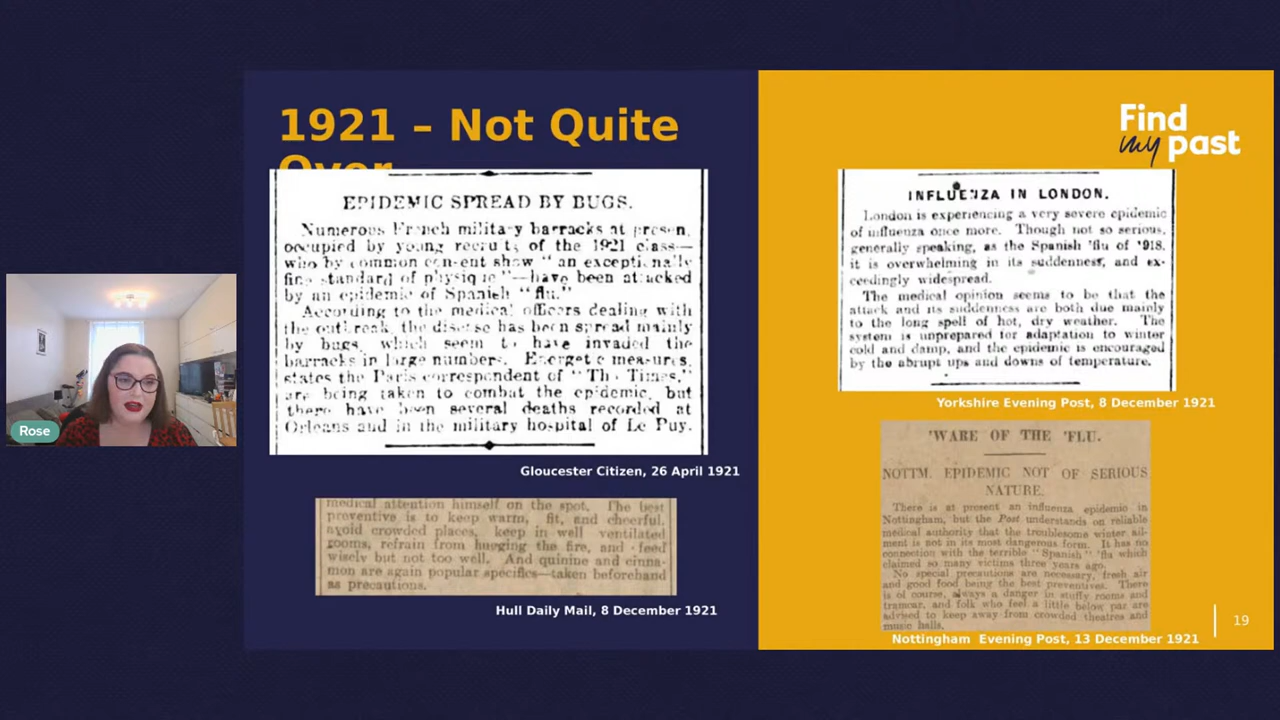 1921 – Not Quite
Over
Find
my past
EPIDEMIC SPREAD BY BUGS.
Numerous French military barracks at presen,
occupied by young recruits of the 1921 class—
who by common con-ent show " an exceptionally
fine standard of physique "—have been attacked
by an epidemic of Spanish " flu."
According to the medical officers dealing with
the outbreak, the disease has been spread mainly
by bugs, which seem to have invaded the
barracks in large numbers. Energetic measures,
states the Paris correspondent of " The Times,"
are being taken to combat the epidemic, but
there have been several deaths recorded at
Orleans and in the military hospital of Le Puy.
Gloucester Citizen, 26 April 1921
medical attention himself on the spot. The best
preventive is to keep warm, fit, and cheerful,
avoid crowded places, keep in well ventilated
rooms, refrain from hugging the fire, and feed
wisely but not too well. And quinine and cinna-
mon are again popular specifics—taken beforehand
as precautions.
Hull Daily Mail, 8 December 1921
INFLUENZA IN LONDON.
London is experiencing a very severe epidemic
of influenza once more. Though not so serious,
generally speaking, as the Spanish 'flu of '918,
it is overwhelming in its suddenness, and ex-
ceedingly widespread.
The medical opinion seems to be that the
attack and its suddenness are both due mainly
to the long spell of hot, dry weather. The
system is unprepared for adaptation to winter
cold and damp, and the epidemic is encouraged
by the abrupt ups and downs of temperature.
Yorkshire Evening Post, 8 December 1921
'WARE OF THE 'FLU.
NOTTM. EPIDEMIC NOT OF SERIOUS
NATURE.
There is at present an influenza epidemic in
Nottingham, but the Post understands on reliable
medical authority that the troublesome winter ail-
ment is not in its most dangerous form. It has no
connection with the terrible " Spanish " 'flu which
claimed so many victims three years ago.
No special precautions are necessary, fresh air
and good food being the best preventives. There
is of course, always a danger in stuffy rooms and
tramcar, and folk who feel a little below par are
advised to keep away from crowded theatres and
music halls.
Nottingham Evening Post, 13 December 1921
19
Rose